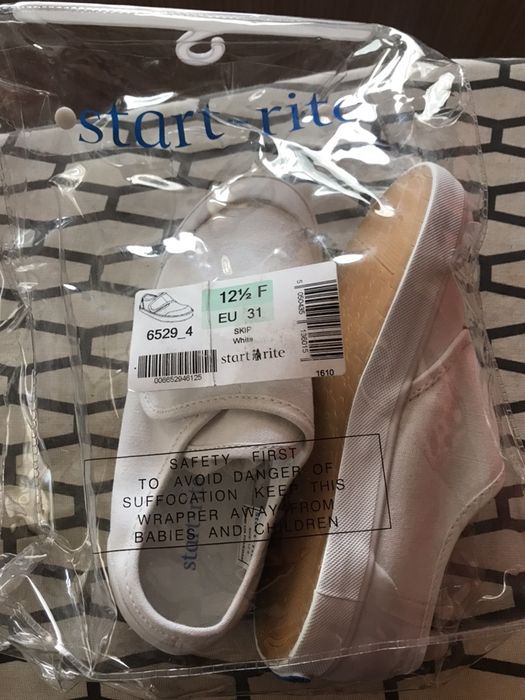 start-rite
12½ F
EU 31
6529_4
SKIP
White
start rite
006652946125
1610
SAFETY FIRST
TO AVOID DANGER OF
SUFFOCATION KEEP THIS
WRAPPER AWAY FROM
BABIES AND CHILDREN